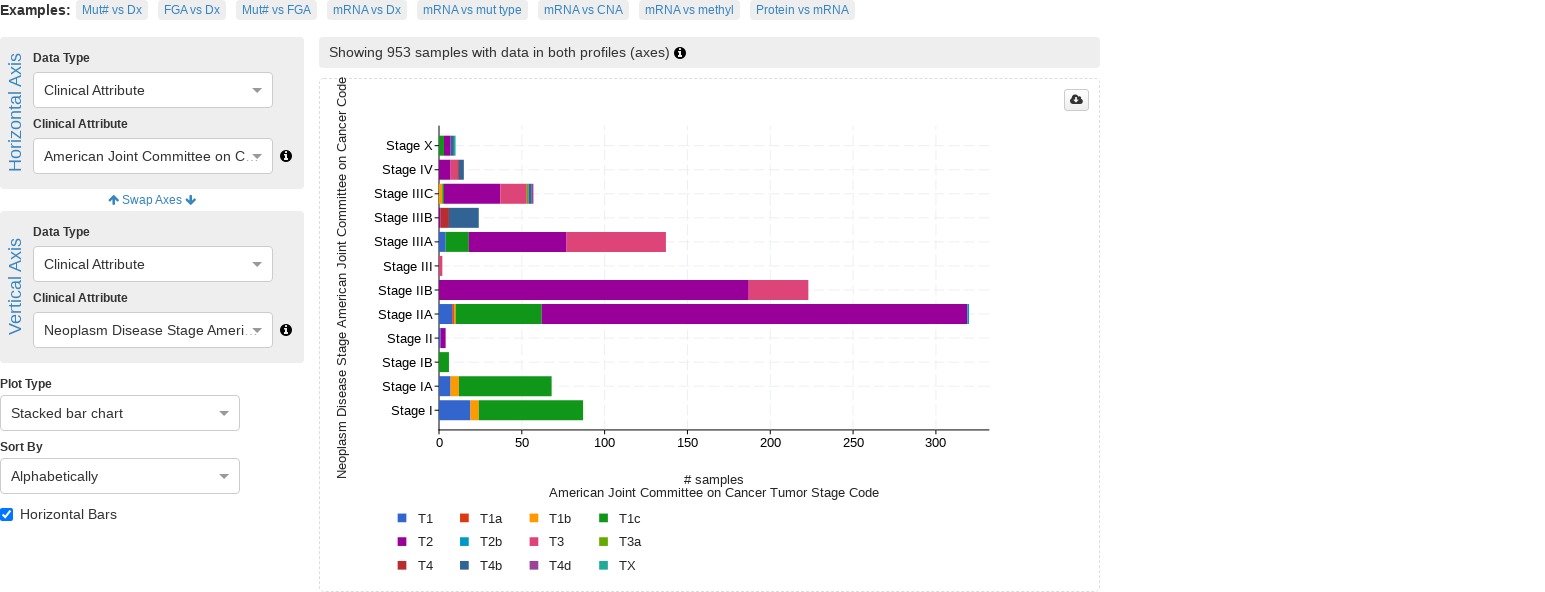 Examples: Mut# vs Dx FGA vs Dx Mut# vs FGA mRNA vs Dx mRNA vs mut type mRNA vs CNA mRNA vs methyl Protein vs mRNA
Horizontal Axis
Data Type
Clinical Attribute
Clinical Attribute
American Joint Committee on C...
Swap Axes
Vertical Axis
Data Type
Clinical Attribute
Clinical Attribute
Neoplasm Disease Stage Ameri...
Plot Type
Stacked bar chart
Sort By
Alphabetically
Horizontal Bars
Showing 953 samples with data in both profiles (axes)
Neoplasm Disease Stage American Joint Committee on Cancer Code
Stage X
Stage IV
Stage IIIC
Stage IIIB
Stage IIIA
Stage III
Stage IIB
Stage IIA
Stage II
Stage IB
Stage IA
Stage I
0 50 100 150 200 250 300
# samples
American Joint Committee on Cancer Tumor Stage Code
T1 T1a T1b T1c
T2 T2b T3 T3a
T4 T4b T4d TX